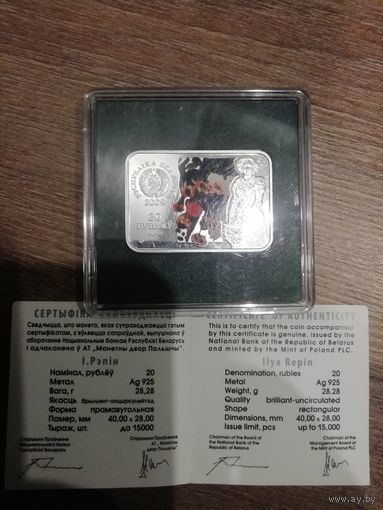 РЭСПУБЛІКА
2009
20
РУБЛЁЎ
СЕРТЫФІКАТ
CERTIFICATE OF AUTHENTICITY
Сведчыцца, што манета, якая суправаджаецца гэтым
сертыфікатам, з'яўляецца сапраўднай, выпушчана ў
абарачэнне Нацыянальным банкам Рэспублікі Беларусь
і адчаканена ў АТ „Манетны двор Польшчы".
І.Рэпін
Намінал, рублёў 20
Метал Ag 925
Вага, г 28,28
Якасць брыльянт-анцыркулейтэд
Форма прамавугольная
Памер, мм 40,00 x 28,00
Тыраж, шт. да 15000
Старшыня Праўлення
Нацыянальнага банка
Рэспублікі Беларусь
Старшыня Праўлення
АТ „Манетны
двор Польшчы"
This is to certify that the coin accompanied by
this certificate is genuine, issued by the
National Bank of the Republic of Belarus
and minted by the Mint of Poland PLC.
Ilya Repin
Denomination, rubles 20
Metal Ag 925
Weight, g 28,28
Quality brilliant-uncirculated
Shape rectangular
Dimensions, mm 40,00 x 28,00
Issue limit, pcs up to 15,000
Chairman of the Board of
the National Bank of the
Republic of Belarus
Chairman of the
Management Board of
the Mint of Poland PLC
www.ay.by